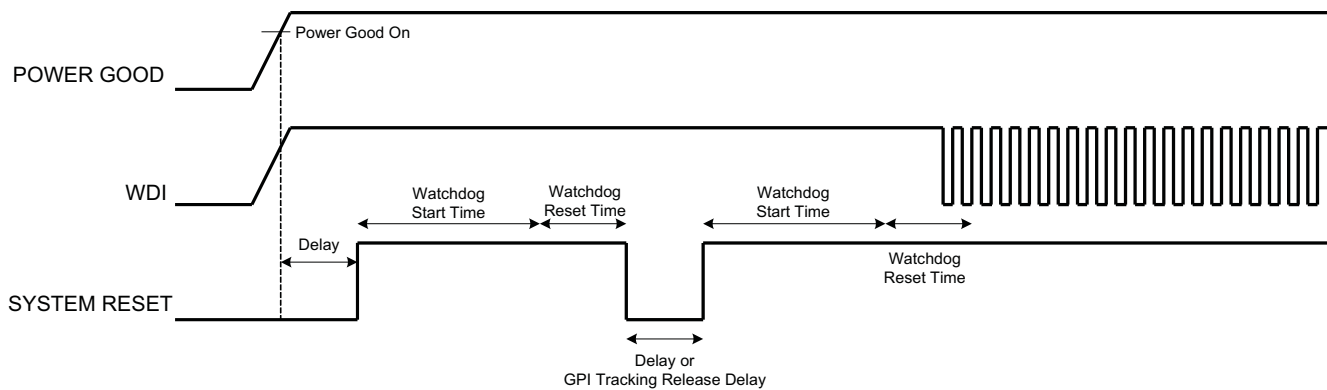 Power Good On
POWER GOOD
WDI
Watchdog
Start Time
Watchdog
Reset Time
Watchdog
Start Time
Delay
Watchdog
Reset Time
SYSTEM RESET
Delay or
GPI Tracking Release Delay